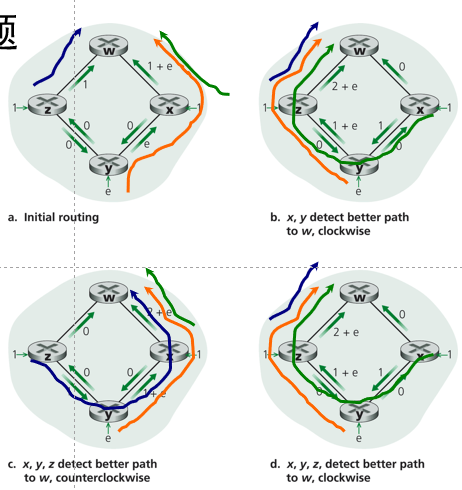 题
w
1 + e
1
1
z
x
1
0
0
0
e
y
e
a. Initial routing
w
0
2 + e
1
z
x
1
1 + e
1
0
y
e
b. x, y detect better path
to w, clockwise
w
2 + e
0
1
z
x
1
0
0
0
1 + e
y
e
c. x, y, z detect better path
to w, counterclockwise
w
0
2 + e
1
z
x
1
1 + e
1
0
0
y
e
d. x, y, z, detect better path
to w, clockwise